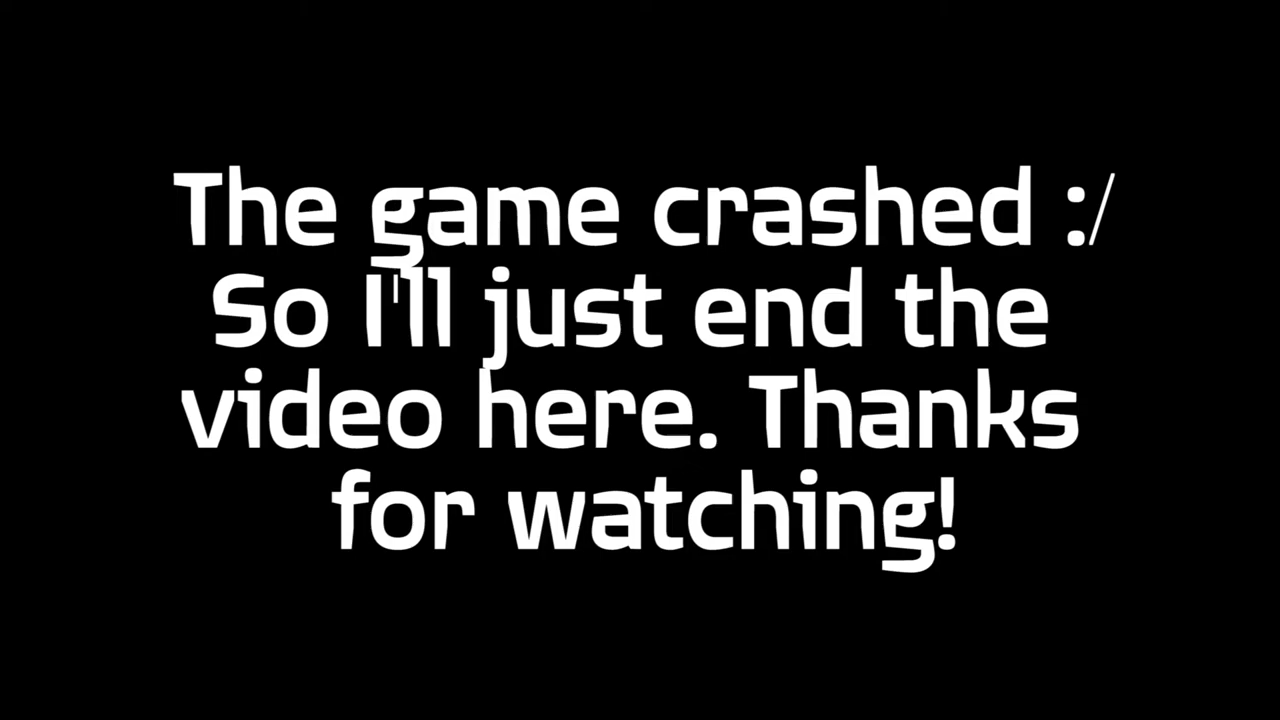 The game crashed :/
So I'll just end the
video here. Thanks
for watching!